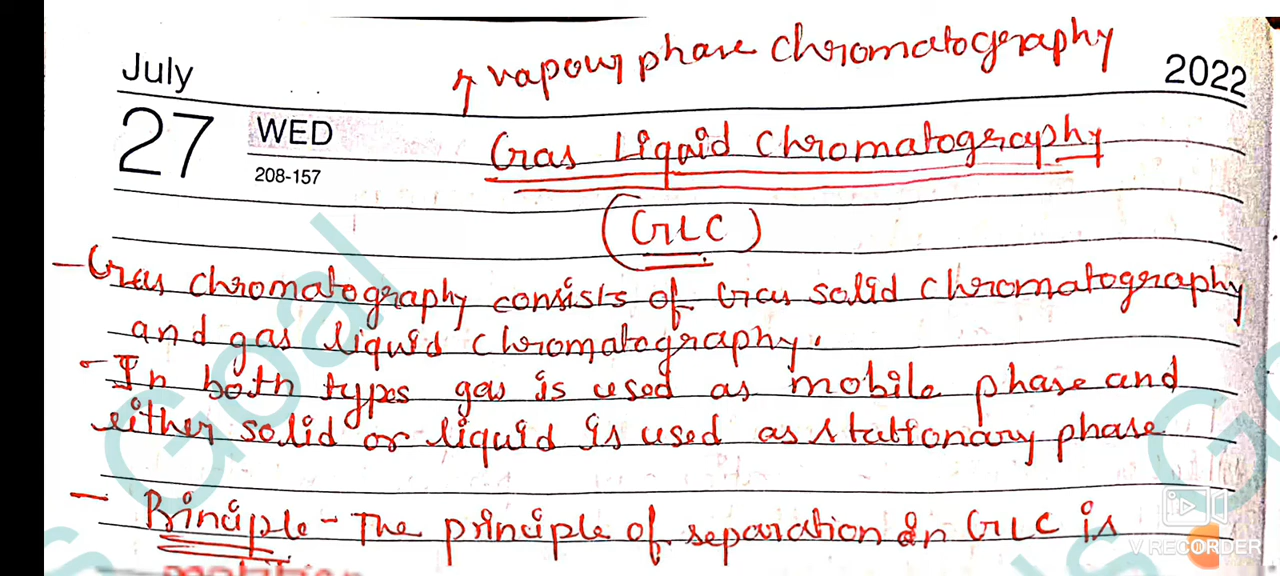 ↑ vapour phase chromatography
July 2022
27 WED
208-157
Gas Liquid Chromatography
(GLC)
- Gas chromatography consists of Gas solid chromatography
and gas liquid chromatography.
- In both types gas is used as mobile phase and
either solid or liquid is used as stationary phase
- Principle - The principle of separation in GLC is
Goal
V RECORDER